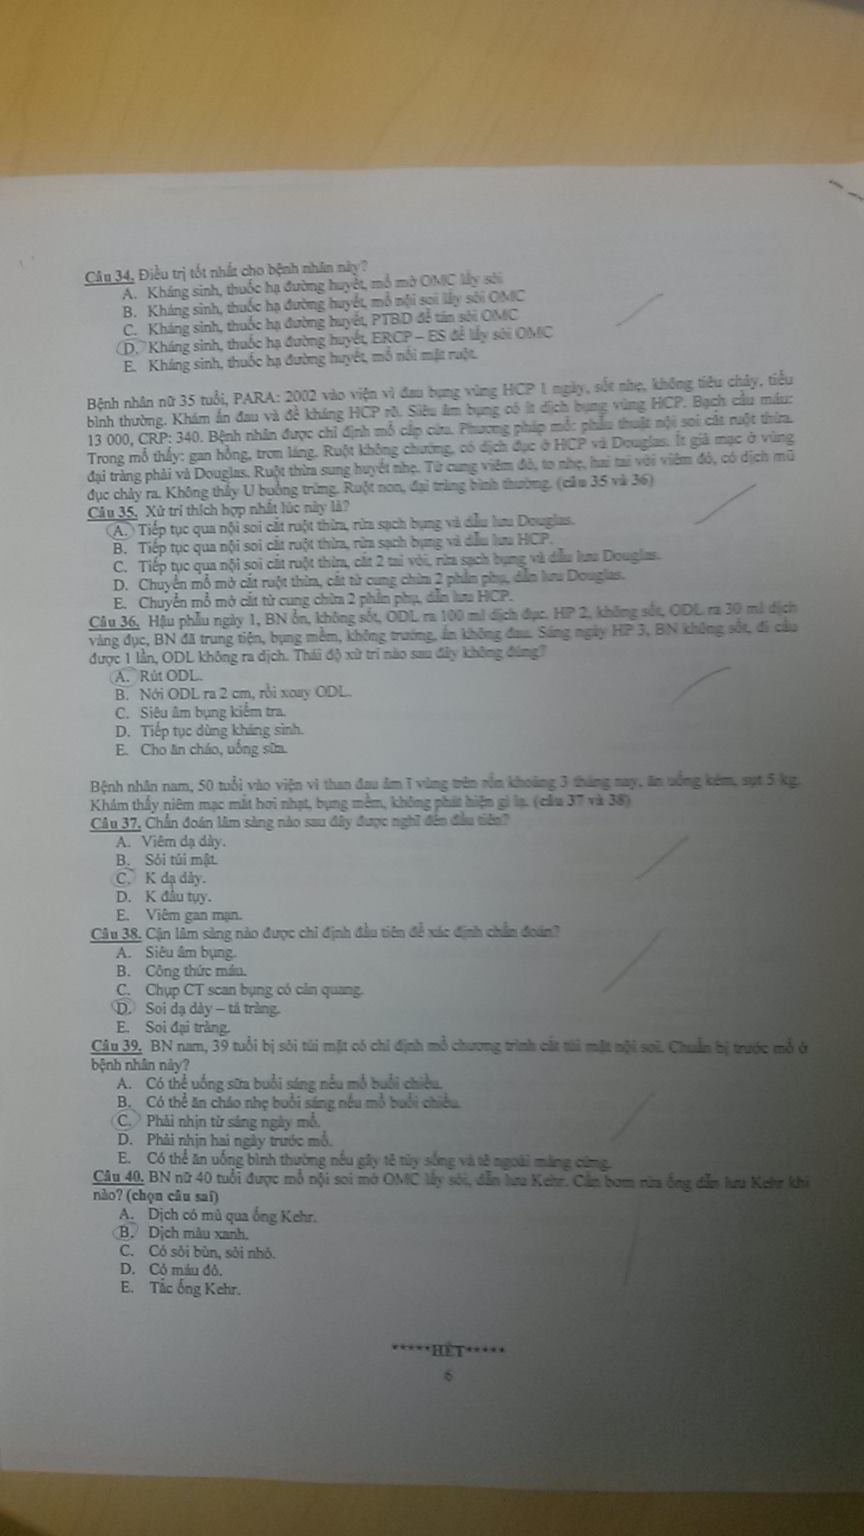 Câu 34. Điều trị tốt nhất cho bệnh nhân này?
A. Kháng sinh, thuốc hạ đường huyết, mổ mở OMC lấy sỏi
B. Kháng sinh, thuốc hạ đường huyết, mổ nội soi lấy sỏi OMC
C. Kháng sinh, thuốc hạ đường huyết, PTBD để tán sỏi OMC
D. Kháng sinh, thuốc hạ đường huyết, ERCP – ES để lấy sỏi OMC
E. Kháng sinh, thuốc hạ đường huyết, mổ nối mật ruột.
Bệnh nhân nữ 35 tuổi, PARA: 2002 vào viện vì đau bụng vùng HCP 1 ngày, sốt nhẹ, không tiêu chảy, tiểu
bình thường. Khám ấn đau và đề kháng HCP rõ. Siêu âm bụng có ít dịch bụng vùng HCP. Bạch cầu máu:
13 000, CRP: 340. Bệnh nhân được chỉ định mổ cấp cứu. Phương pháp mổ: phẫu thuật nội soi cắt ruột thừa.
Trong mổ thấy: gan hồng, trơn láng. Ruột không chướng, có dịch đục ở HCP và Douglas. Ít giả mạc ở vùng
đại tràng phải và Douglas. Ruột thừa sung huyết nhẹ. Tử cung viêm đỏ, to nhẹ, hai tai vòi viêm đỏ, có dịch mủ
đục chảy ra. Không thấy U buồng trứng. Ruột non, đại tràng bình thường. (câu 35 và 36)
Câu 35. Xử trí thích hợp nhất lúc này là?
A. Tiếp tục qua nội soi cắt ruột thừa, rửa sạch bụng và dẫn lưu Douglas.
B. Tiếp tục qua nội soi cắt ruột thừa, rửa sạch bụng và dẫn lưu HCP.
C. Tiếp tục qua nội soi cắt ruột thừa, cắt 2 tai vòi, rửa sạch bụng và dẫn lưu Douglas.
D. Chuyển mổ mở cắt ruột thừa, cắt tử cung chừa 2 phần phụ, dẫn lưu Douglas.
E. Chuyển mổ mở cắt tử cung chừa 2 phần phụ, dẫn lưu HCP.
Câu 36. Hậu phẫu ngày 1, BN ổn, không sốt, ODL ra 100 ml dịch đục. HP 2, không sốt, ODL ra 30 ml dịch
vàng đục, BN đã trung tiện, bụng mềm, không trướng, ấn không đau. Sáng ngày HP 3, BN không sốt, đi cầu
được 1 lần, ODL không ra dịch. Thái độ xử trí nào sau đây không đúng?
A. Rút ODL.
B. Nới ODL ra 2 cm, rồi xoay ODL.
C. Siêu âm bụng kiểm tra.
D. Tiếp tục dùng kháng sinh.
E. Cho ăn cháo, uống sữa.
Bệnh nhân nam, 50 tuổi vào viện vì than đau âm ĩ vùng trên rốn khoảng 3 tháng nay, ăn uống kém, sụt 5 kg.
Khám thấy niêm mạc mắt hơi nhạt, bụng mềm, không phát hiện gì lạ. (câu 37 và 38)
Câu 37. Chẩn đoán lâm sàng nào sau đây được nghĩ đến đầu tiên?
A. Viêm dạ dày.
B. Sỏi túi mật.
C. K dạ dày.
D. K đầu tụy.
E. Viêm gan mạn.
Câu 38. Cận lâm sàng nào được chỉ định đầu tiên để xác định chẩn đoán?
A. Siêu âm bụng.
B. Công thức máu.
C. Chụp CT scan bụng có cản quang.
D. Soi dạ dày – tá tràng.
E. Soi đại tràng.
Câu 39. BN nam, 39 tuổi bị sỏi túi mật có chỉ định mổ chương trình cắt túi mật nội soi. Chuẩn bị trước mổ ở
bệnh nhân này?
A. Có thể uống sữa buổi sáng nếu mổ buổi chiều.
B. Có thể ăn cháo nhẹ buổi sáng nếu mổ buổi chiều.
C. Phải nhịn từ sáng ngày mổ.
D. Phải nhịn hai ngày trước mổ.
E. Có thể ăn uống bình thường nếu gây tê tủy sống và tê ngoài màng cứng.
Câu 40. BN nữ 40 tuổi được mổ nội soi mở OMC lấy sỏi, dẫn lưu Kehr. Cần bơm rửa ống dẫn lưu Kehr khi
nào? (chọn câu sai)
A. Dịch có mủ qua ống Kehr.
B. Dịch màu xanh.
C. Có sỏi bùn, sỏi nhỏ.
D. Có máu đỏ.
E. Tắc ống Kehr.
*****HẾT*****
6